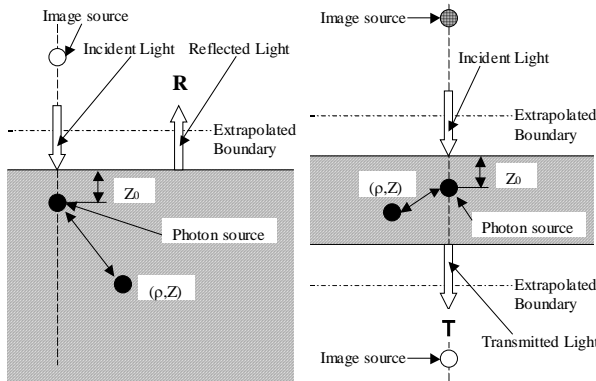 Image source
Incident Light
Reflected Light
R
Extrapolated
Boundary
Z0
Photon source
(ρ,Z)
Image source
Incident Light
Extrapolated
Boundary
(ρ,Z)
Z0
Photon source
Extrapolated
Boundary
T
Transmitted Light
Image source